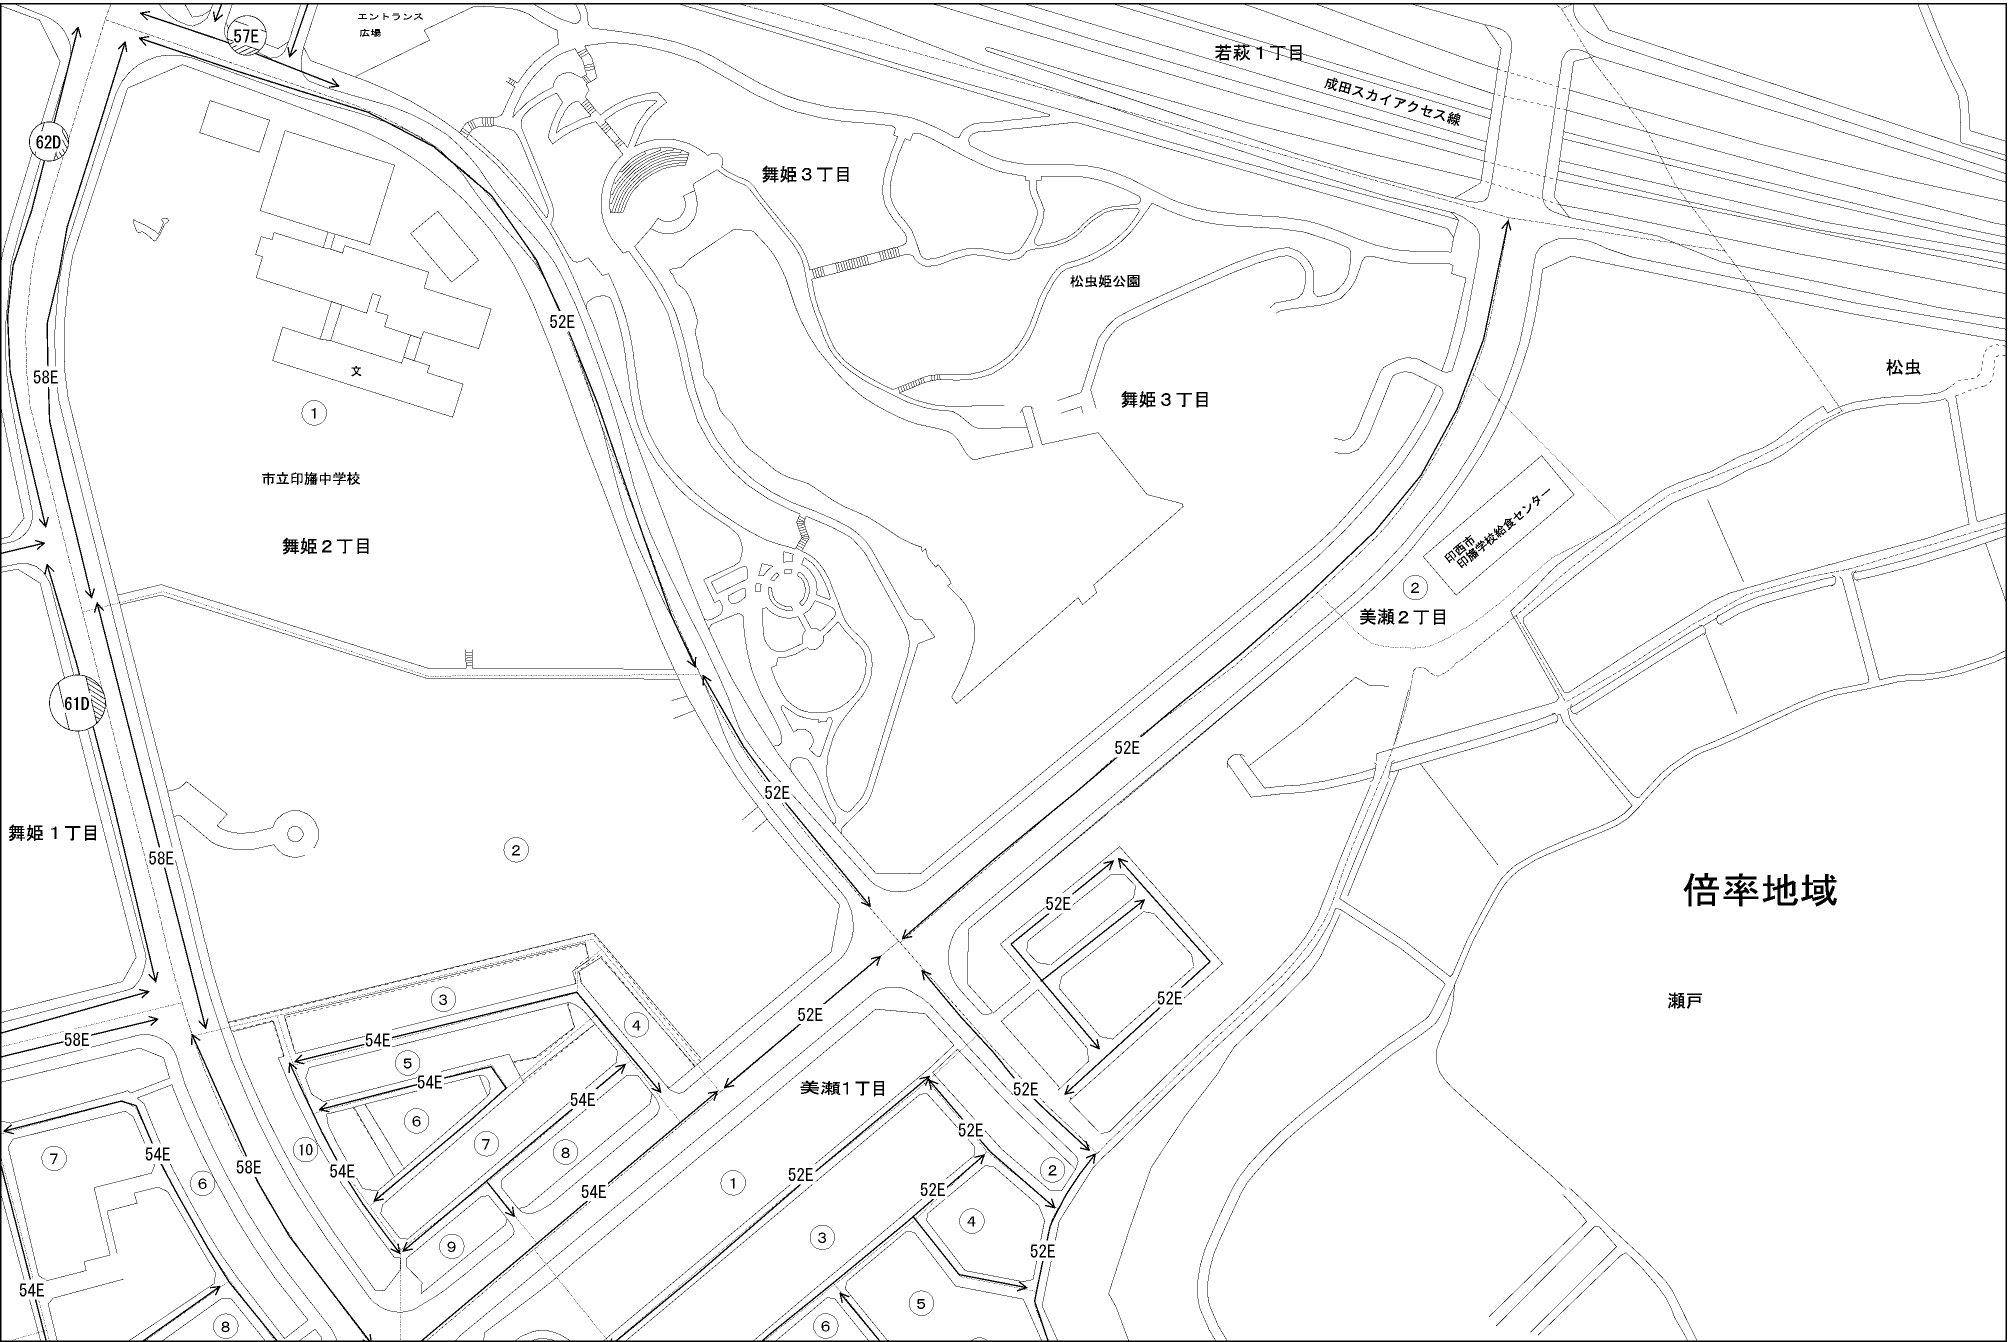 エントランス
広場
57E
若萩１丁目
成田スカイアクセス線
62D
舞姫３丁目
松虫姫公園
52E
58E
文
1
松虫
舞姫３丁目
市立印旛中学校
舞姫２丁目
印西市
印旛学校給食センター
2
美瀬２丁目
61D
52E
52E
舞姫１丁目
58E
2
倍率地域
52E
52E
瀬戸
3
4
52E
58E
54E
5
54E
美瀬1丁目
52E
54E
6
7
8
10
52E
54E
7
54E
58E
6
54E
52E
52E
1
2
4
9
3
52E
54E
5
8
6